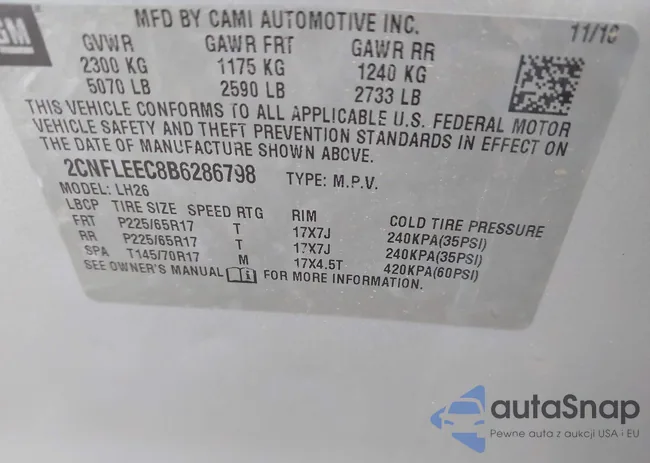 GM
MFD BY CAMI AUTOMOTIVE INC.
11/10
GVWR GAWR FRT GAWR RR
2300 KG 1175 KG 1240 KG
5070 LB 2590 LB 2733 LB
THIS VEHICLE CONFORMS TO ALL APPLICABLE U.S. FEDERAL MOTOR
VEHICLE SAFETY AND THEFT PREVENTION STANDARDS IN EFFECT ON
THE DATE OF MANUFACTURE SHOWN ABOVE.
2CNFLEEC8B6286798 TYPE: M.P.V.
MODEL: LH26
LBCP TIRE SIZE SPEED RTG RIM COLD TIRE PRESSURE
FRT P225/65R17 T 17X7J 240KPA(35PSI)
RR P225/65R17 T 17X7J 240KPA(35PSI)
SPA T145/70R17 M 17X4.5T 420KPA(60PSI)
SEE OWNER'S MANUAL FOR MORE INFORMATION.
autaSnap
Pewne auta z aukcji USA i EU